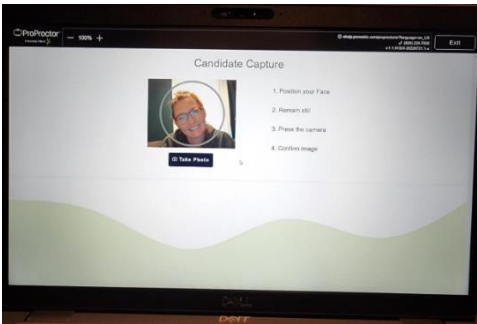 ProProctor
100%
Exit
Candidate Capture
1. Position your Face
2. Remain still
3. Press the camera
4. Confirm image
Take Photo
DELL